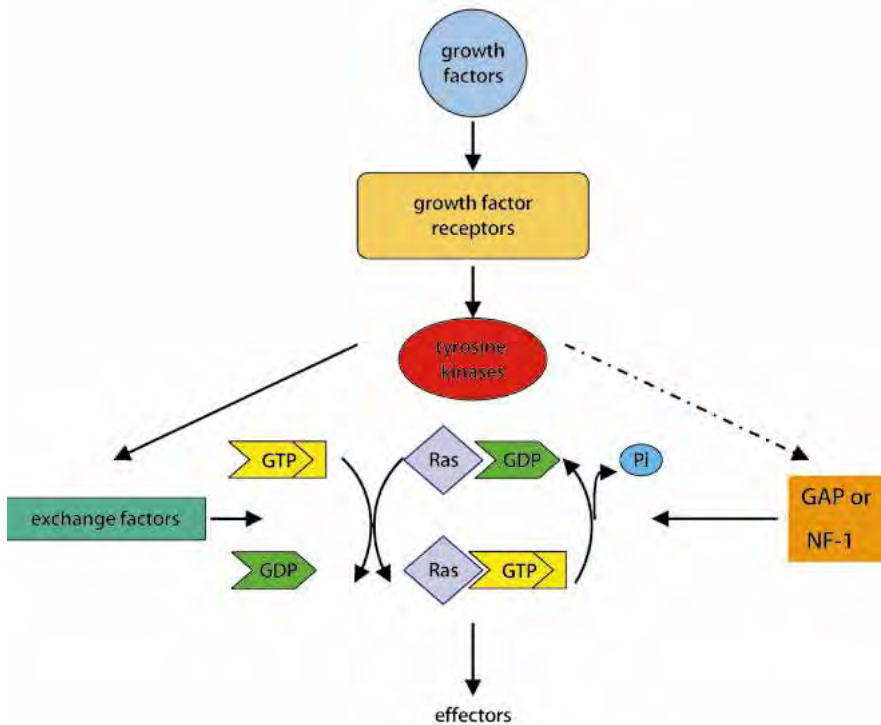 growth
factors
growth factor
receptors
tyrosine
kinases
GTP
Ras
GDP
Pi
exchange factors
GAP or
NF-1
GDP
Ras
GTP
effectors